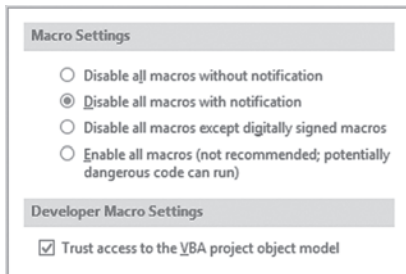 Macro Settings
Disable all macros without notification
Disable all macros with notification
Disable all macros except digitally signed macros
Enable all macros (not recommended; potentially
dangerous code can run)
Developer Macro Settings
Trust access to the VBA project object model